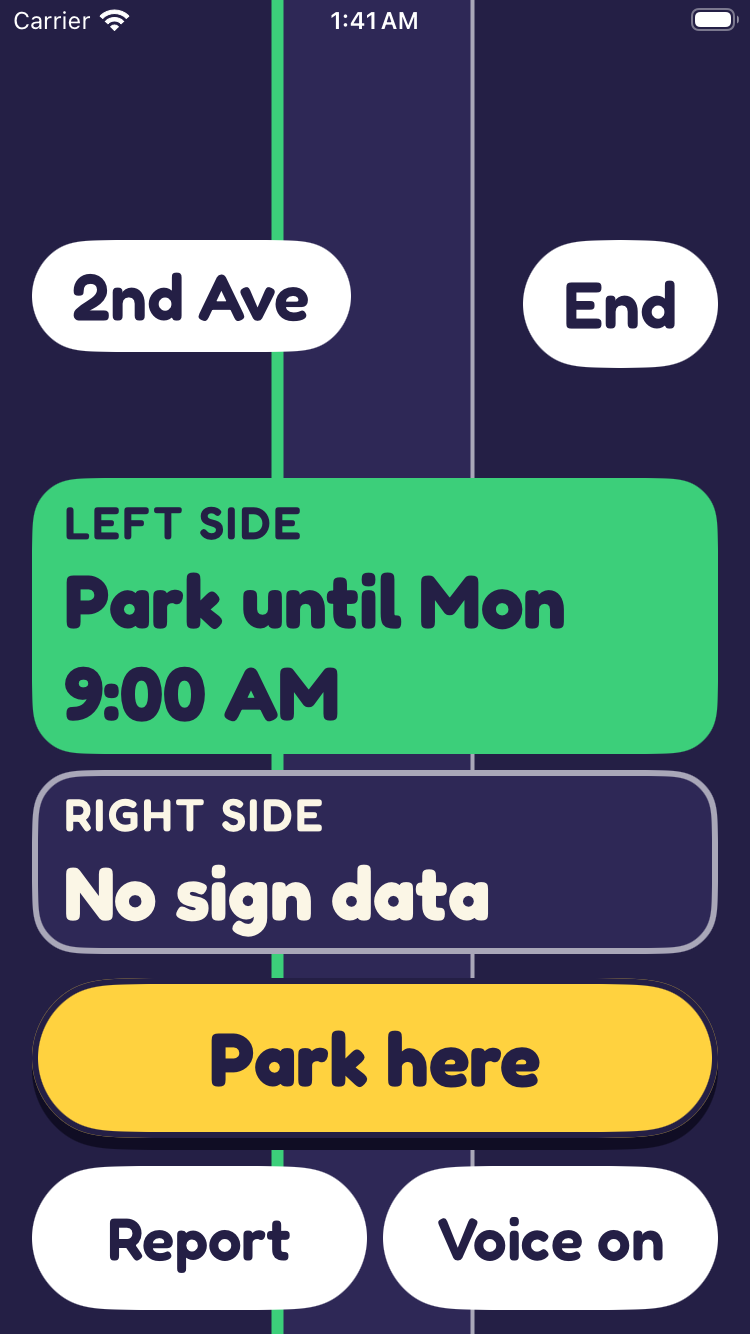 Carrier 1:41 AM
2nd Ave
End
LEFT SIDE
Park until Mon
9:00 AM
RIGHT SIDE
No sign data
Park here
Report
Voice on